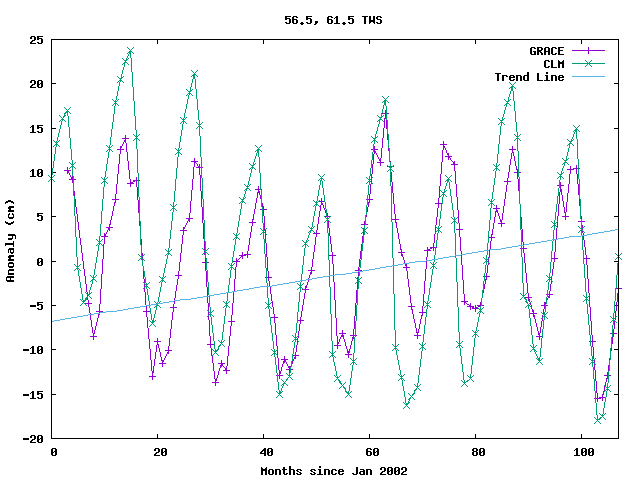 56.5, 61.5 TWS
GRACE
CLM
Trend Line
Anomaly (cm)
25
20
15
10
5
0
-5
-10
-15
-20
0 20 40 60 80 100
Months since Jan 2002